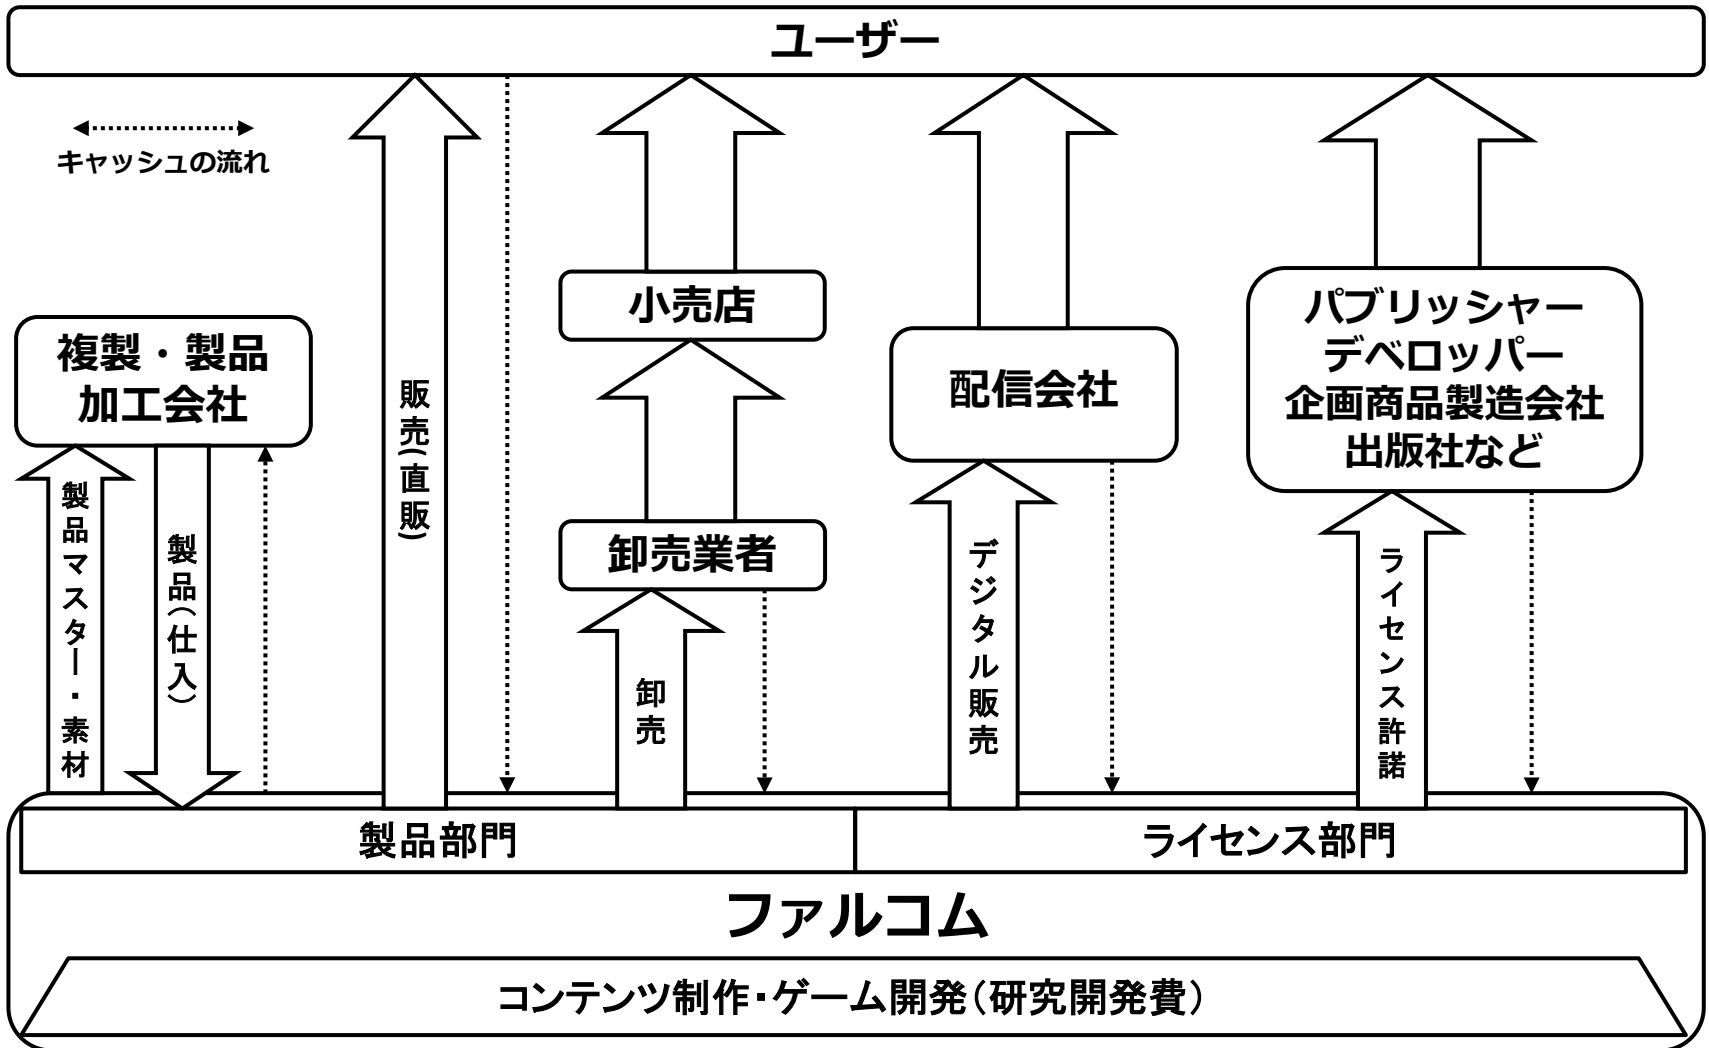 ユーザー
キャッシュの流れ
複製・製品
加工会社
製品マスター・素材
製品(仕入)
販売(直販)
小売店
卸売業者
卸売
配信会社
デジタル販売
パブリッシャー
デベロッパー
企画商品製造会社
出版社など
ライセンス許諾
製品部門
ライセンス部門
ファルコム
コンテンツ制作・ゲーム開発(研究開発費)